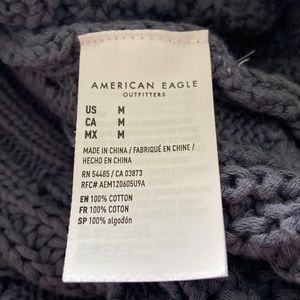 AMERICAN EAGLE
OUTFITTERS
US M
CA M
MX M
MADE IN CHINA / FABRIQUÉ EN CHINE /
HECHO EN CHINA
RN 54485 / CA 03873
RFC# AEM120605U9A
EN 100% COTTON
FR 100% COTON
SP 100% algodón